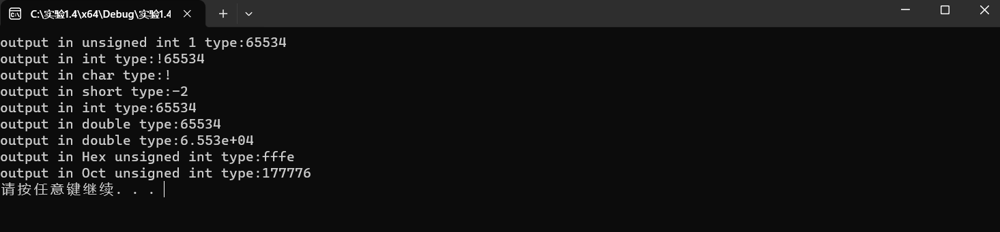 C:\实验1.4\x64\Debug\实验1.4
output in unsigned int 1 type:65534
output in int type:!65534
output in char type:!
output in short type:-2
output in int type:65534
output in double type:65534
output in double type:6.553e+04
output in Hex unsigned int type:fffe
output in Oct unsigned int type:177776
请按任意键继续. . .